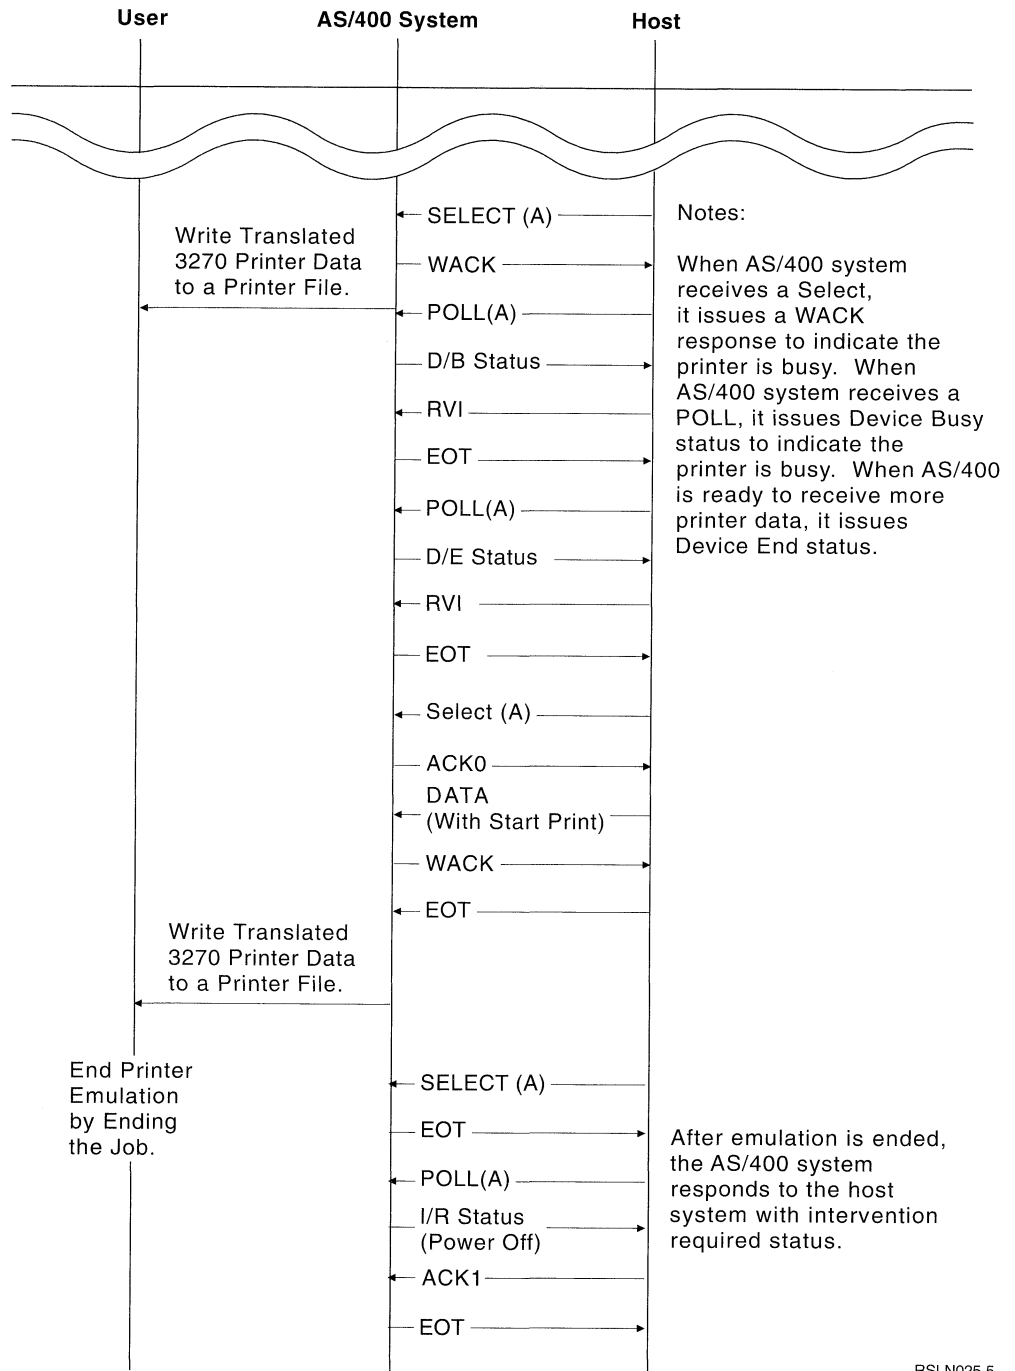 User
AS/400 System
Host
SELECT (A)
Notes:
Write Translated
3270 Printer Data
to a Printer File.
WACK
POLL(A)
D/B Status
RVI
EOT
POLL(A)
D/E Status
RVI
EOT
When AS/400 system
receives a Select,
it issues a WACK
response to indicate the
printer is busy. When
AS/400 system receives a
POLL, it issues Device Busy
status to indicate the
printer is busy. When AS/400
is ready to receive more
printer data, it issues
Device End status.
Select (A)
ACK0
DATA
(With Start Print)
WACK
EOT
Write Translated
3270 Printer Data
to a Printer File.
End Printer
Emulation
by Ending
the Job.
SELECT (A)
EOT
POLL(A)
I/R Status
(Power Off)
ACK1
EOT
After emulation is ended,
the AS/400 system
responds to the host
system with intervention
required status.
RSLN025-5